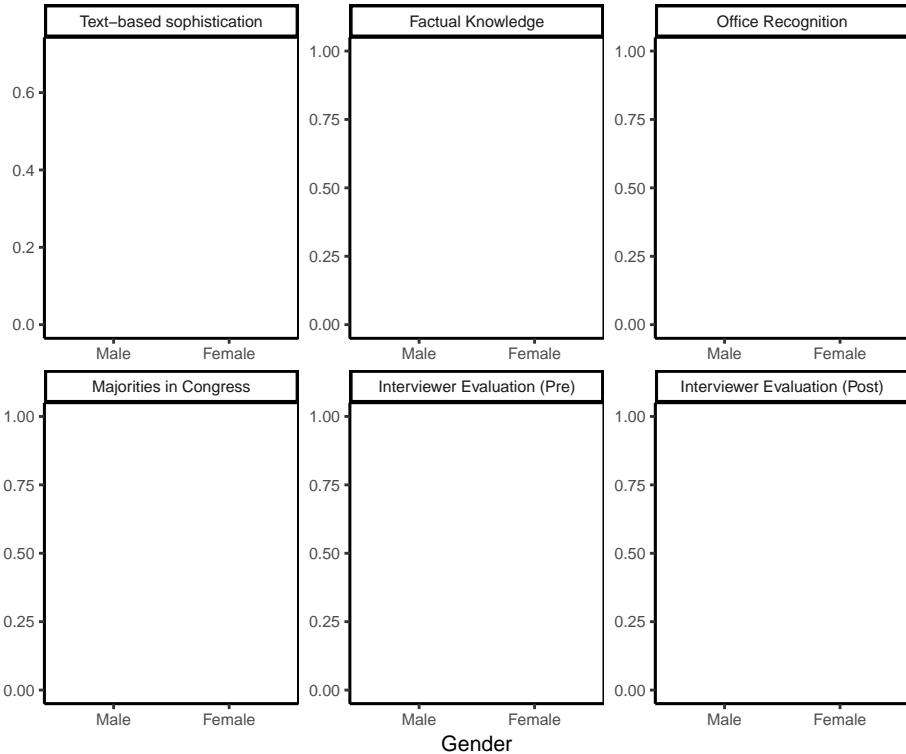 Text−based sophistication
Factual Knowledge
Office Recognition
0.6
0.4
0.2
0.0
1.00
0.75
0.50
0.25
0.00
1.00
0.75
0.50
0.25
0.00
Male Female
Male Female
Male Female
Majorities in Congress
Interviewer Evaluation (Pre)
Interviewer Evaluation (Post)
1.00
0.75
0.50
0.25
0.00
1.00
0.75
0.50
0.25
0.00
1.00
0.75
0.50
0.25
0.00
Male Female
Male Female
Male Female
Gender